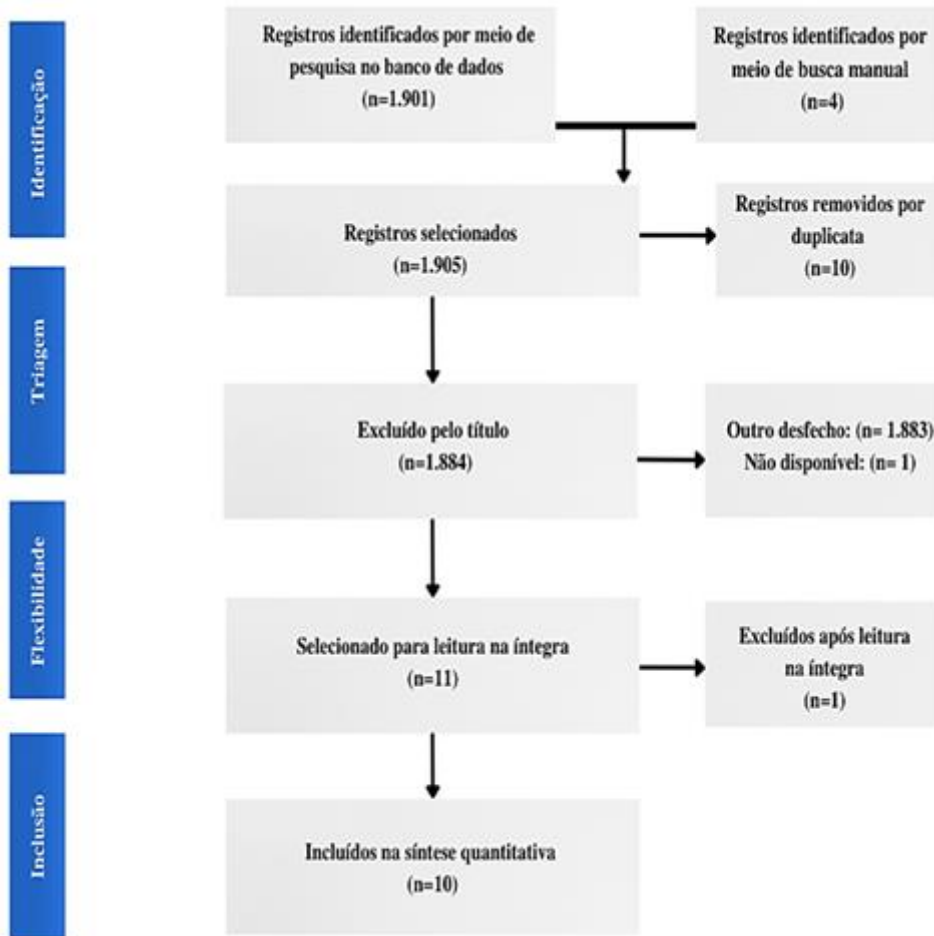 Identificação
Registros identificados por meio de
pesquisa no banco de dados
(n=1.901)
Registros identificados por
meio de busca manual
(n=4)
Registros selecionados
(n=1.905)
Registros removidos por
duplicata
(n=10)
Triagem
Excluído pelo título
(n=1.884)
Outro desfecho: (n= 1.883)
Não disponível: (n= 1)
Flexibilidade
Selecionado para leitura na íntegra
(n=11)
Excluídos após leitura
na íntegra
(n=1)
Inclusão
Incluídos na síntese quantitativa
(n=10)